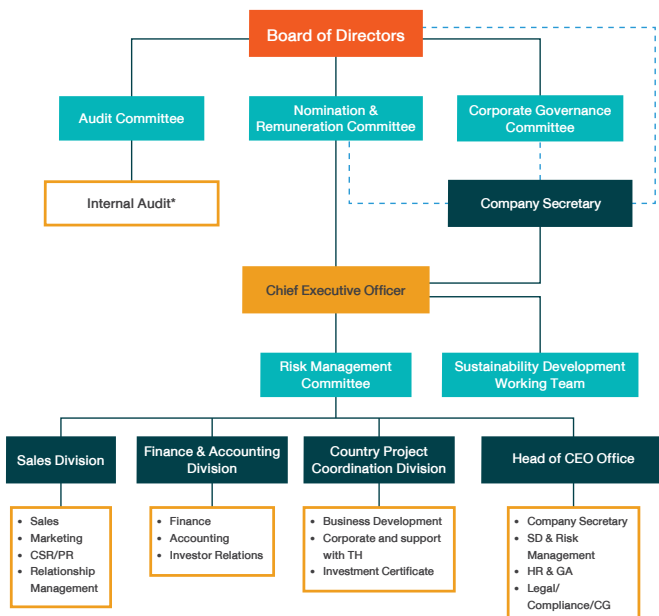 Board of Directors
Audit Committee
Nomination &
Remuneration Committee
Corporate Governance
Committee
Internal Audit*
Company Secretary
Chief Executive Officer
Risk Management
Committee
Sustainability Development
Working Team
Sales Division
Finance & Accounting
Division
Country Project
Coordination Division
Head of CEO Office
• Sales
• Marketing
• CSR/PR
• Relationship
Management
• Finance
• Accounting
• Investor Relations
• Business Development
• Corporate and support
with TH
• Investment Certificate
• Company Secretary
• SD & Risk
Management
• HR & GA
• Legal/
Compliance/CG